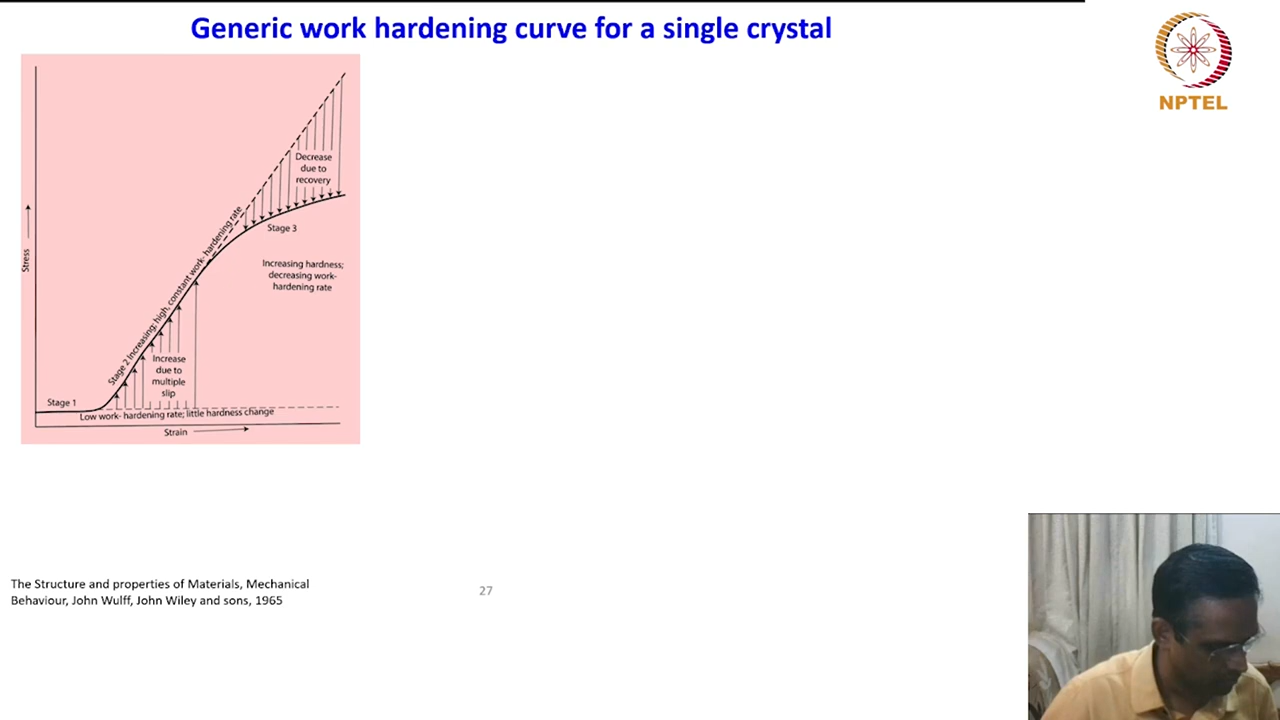 Generic work hardening curve for a single crystal
NPTEL
Decrease
due to
recovery
Stage 3
Stage 2 Increasing; high, constant work- hardening rate
Stress
Increasing hardness;
decreasing work-
hardening rate
Increase
due to
multiple
slip
Stage 1
Low work- hardening rate; little hardness change
Strain
The Structure and properties of Materials, Mechanical
Behaviour, John Wulff, John Wiley and sons, 1965
27